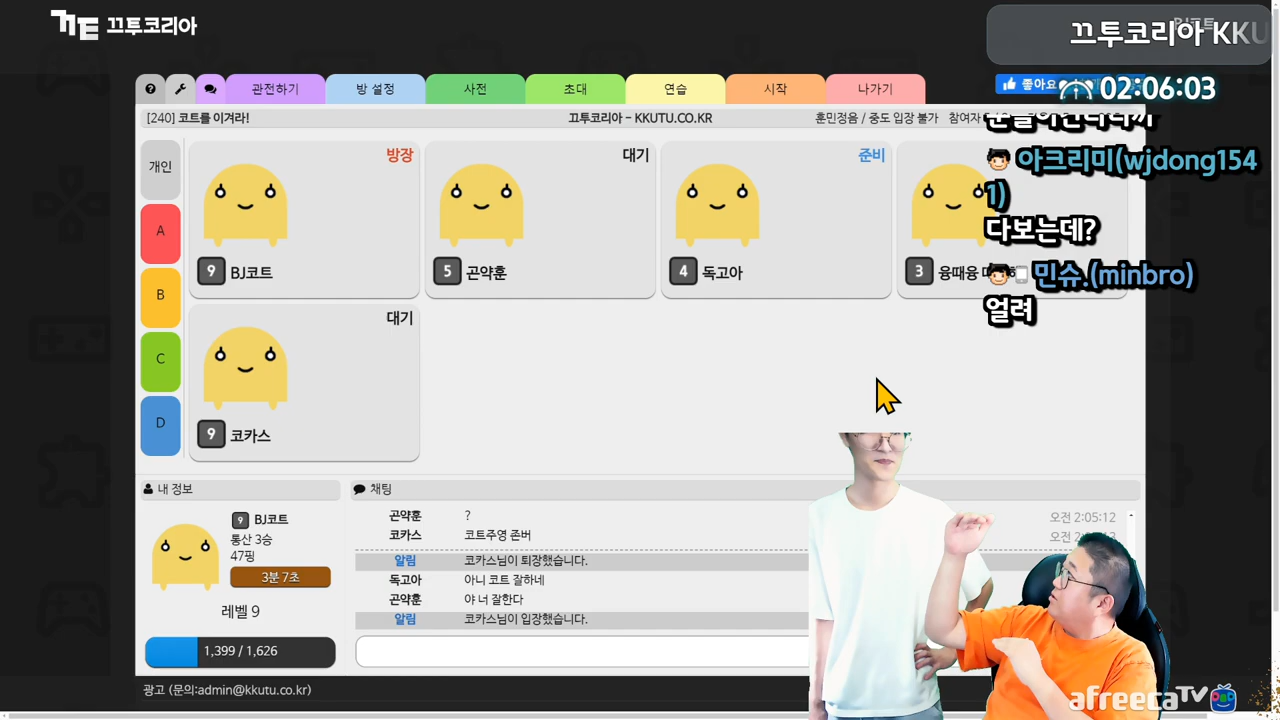 끄투코리아
끄투코리아 KKU
관전하기 방 설정 사전 초대 연습 시작 나가기
좋아요
02:06:03
[240] 코트를 이겨라! 끄투코리아 - KKUTU.CO.KR 훈민정음 / 중도 입장 불가 참여자
개인
A
B
C
D
방장
9 BJ코트
대기
5 곤약훈
준비
4 독고아
3 융때융
대기
9 코카스
아크리미(wjdong154
1)
다보는데?
민슈.(minbro)
얼려
내 정보
9 BJ코트
통산 3승
47핑
3분 7초
레벨 9
1,399 / 1,626
채팅
곤약훈 ? 오전 2:05:12
코카스 코트주영 존버
알림 코카스님이 퇴장했습니다.
독고아 아니 코트 잘하네
곤약훈 야 너 잘한다
알림 코카스님이 입장했습니다.
광고 (문의:admin@kkutu.co.kr)
afreecaTV